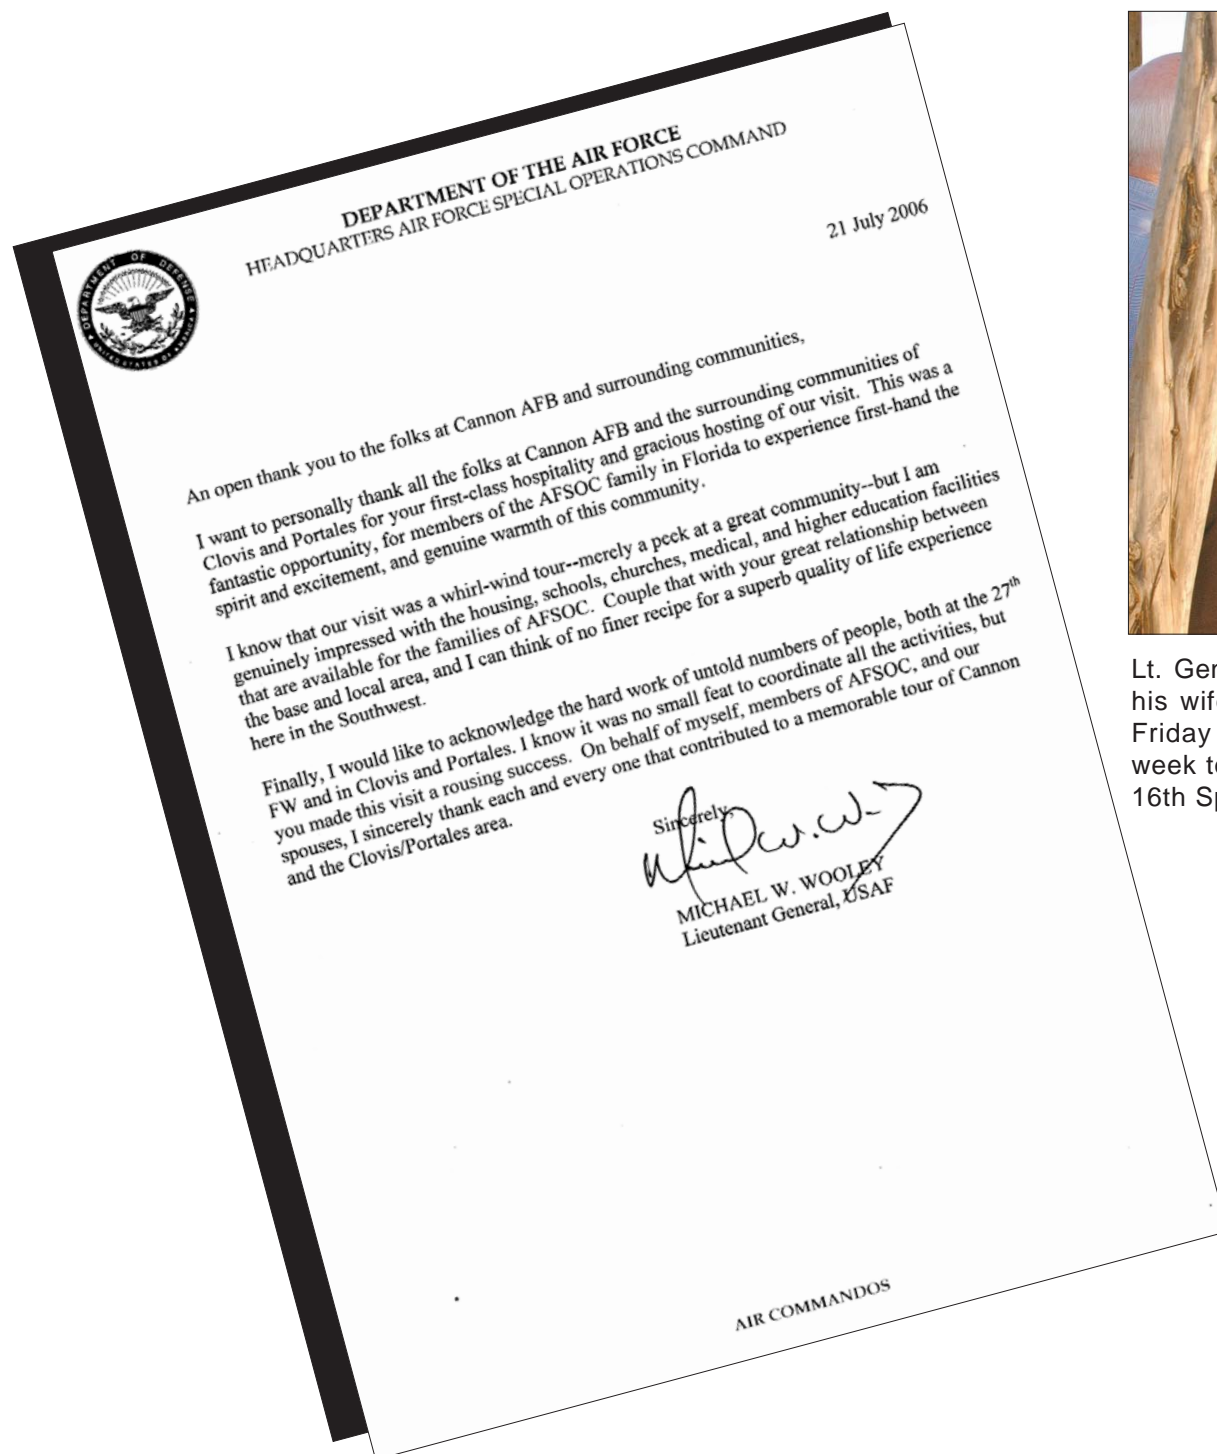 DEPARTMENT OF THE AIR FORCE
HEADQUARTERS AIR FORCE SPECIAL OPERATIONS COMMAND
21 July 2006
DEPARTMENT OF DEFENSE
UNITED STATES OF AMERICA
An open thank you to the folks at Cannon AFB and surrounding communities,
I want to personally thank all the folks at Cannon AFB and the surrounding communities of
Clovis and Portales for your first-class hospitality and gracious hosting of our visit. This was a
fantastic opportunity, for members of the AFSOC family in Florida to experience first-hand the
spirit and excitement, and genuine warmth of this community.
I know that our visit was a whirl-wind tour--merely a peek at a great community--but I am
genuinely impressed with the housing, schools, churches, medical, and higher education facilities
that are available for the families of AFSOC. Couple that with your great relationship between
the base and local area, and I can think of no finer recipe for a superb quality of life experience
here in the Southwest.
Finally, I would like to acknowledge the hard work of untold numbers of people, both at the 27th
FW and in Clovis and Portales. I know it was no small feat to coordinate all the activities, but
you made this visit a rousing success. On behalf of myself, members of AFSOC, and our
spouses, I sincerely thank each and every one that contributed to a memorable tour of Cannon
and the Clovis/Portales area.
Sincerely,
MICHAEL W. WOOLEY
Lieutenant General, USAF
AIR COMMANDOS
Lt. Ger
his wif
Friday
week t
16th Sp